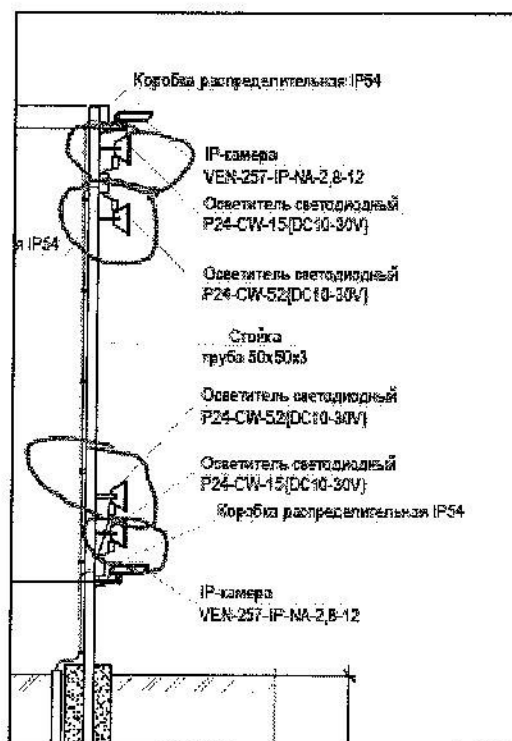 Коробка распределительная IP54
IP-камера
VEN-257-IP-NA-2,8-12
Осветитель светодиодный
P24-CW-15(DC10-30V)
я IP54
Осветитель светодиодный
P24-CW-52(DC10-30V)
Стойка
труба 50x50x3
Осветитель светодиодный
P24-CW-52(DC10-30V)
Осветитель светодиодный
P24-CW-15(DC10-30V)
Коробка распределительная IP54
IP-камера
VEN-257-IP-NA-2,8-12